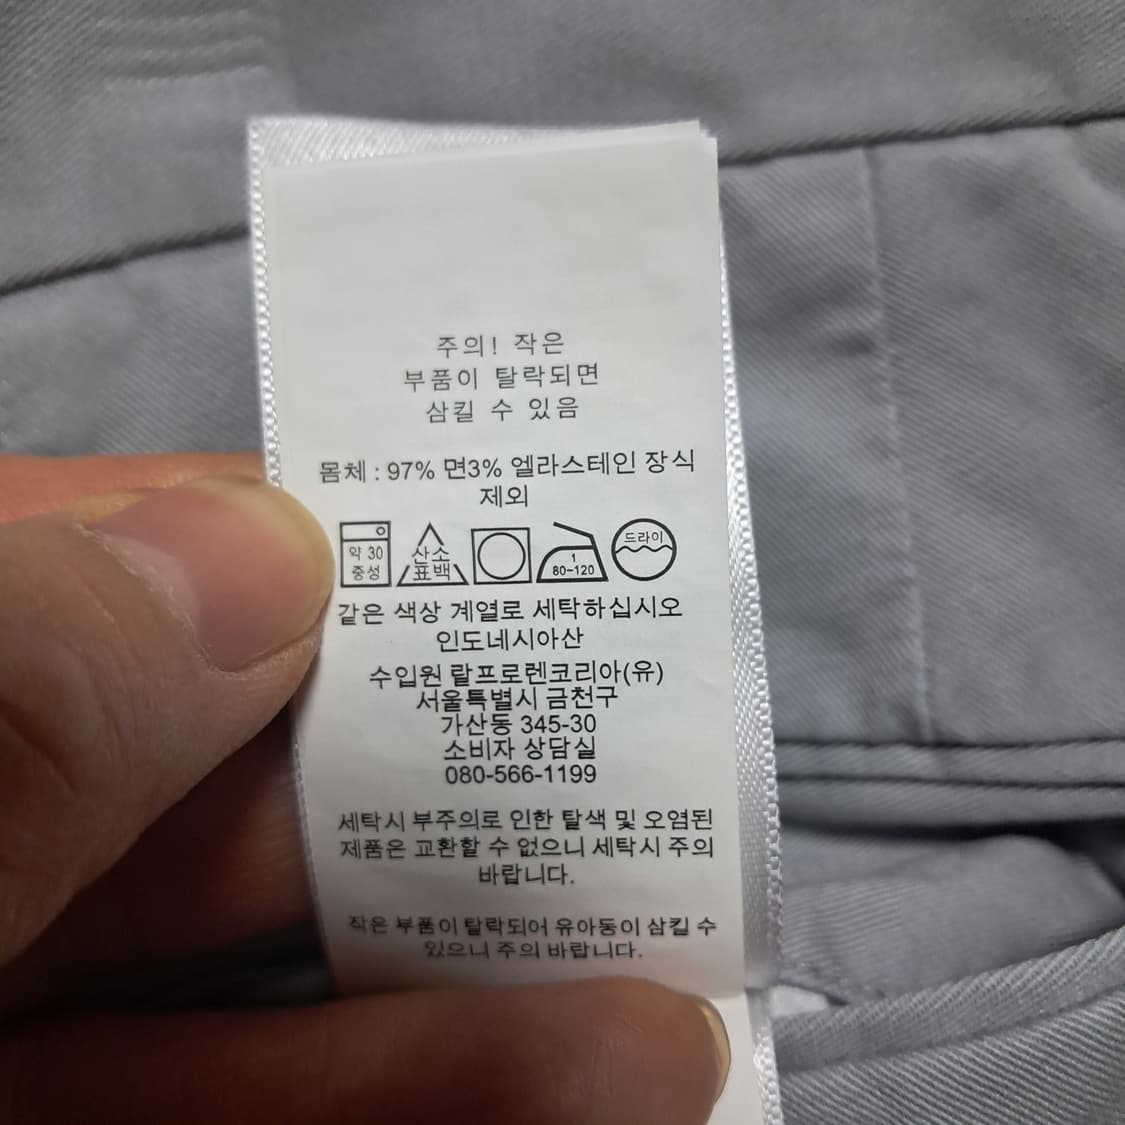 주의! 작은
부품이 탈락되면
삼킬 수 있음
몸체 : 97% 면3% 엘라스테인 장식
제외
약 30
중성
산소
표백
1
80~120
드라이
같은 색상 계열로 세탁하십시오
인도네시아산
수입원 랄프로렌코리아(유)
서울특별시 금천구
가산동 345-30
소비자 상담실
080-566-1199
세탁시 부주의로 인한 탈색 및 오염된
제품은 교환할 수 없으니 세탁시 주의
바랍니다.
작은 부품이 탈락되어 유아동이 삼킬 수
있으니 주의 바랍니다.